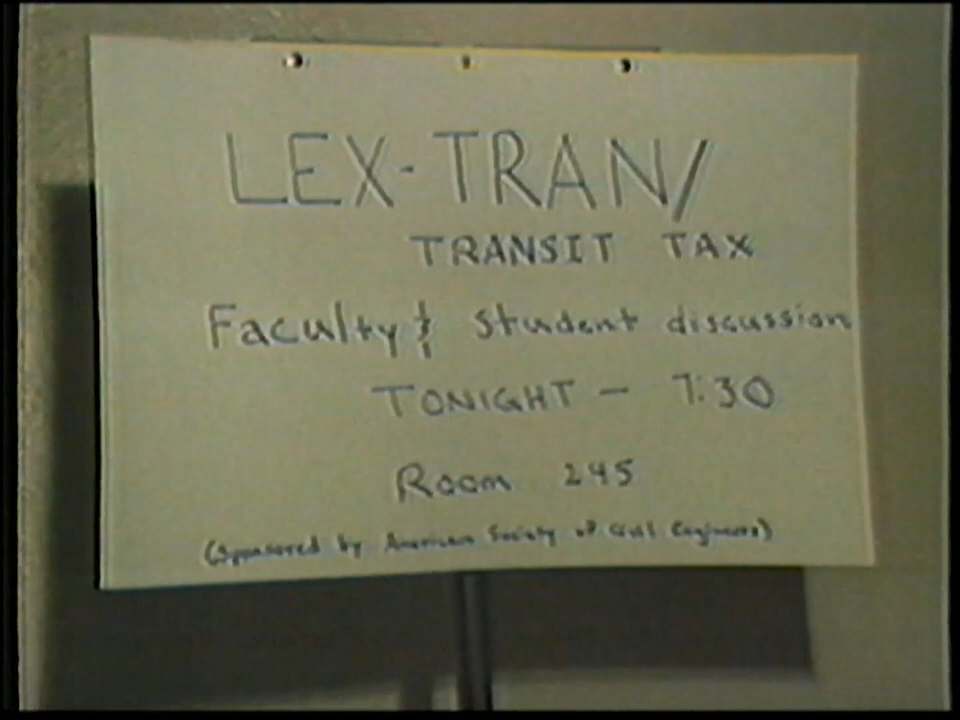 LEX-TRAN/
TRANSIT TAX
Faculty & Student discussion
TONIGHT - 7:30
Room 245
(Sponsored by American Society of Civil Engineers)